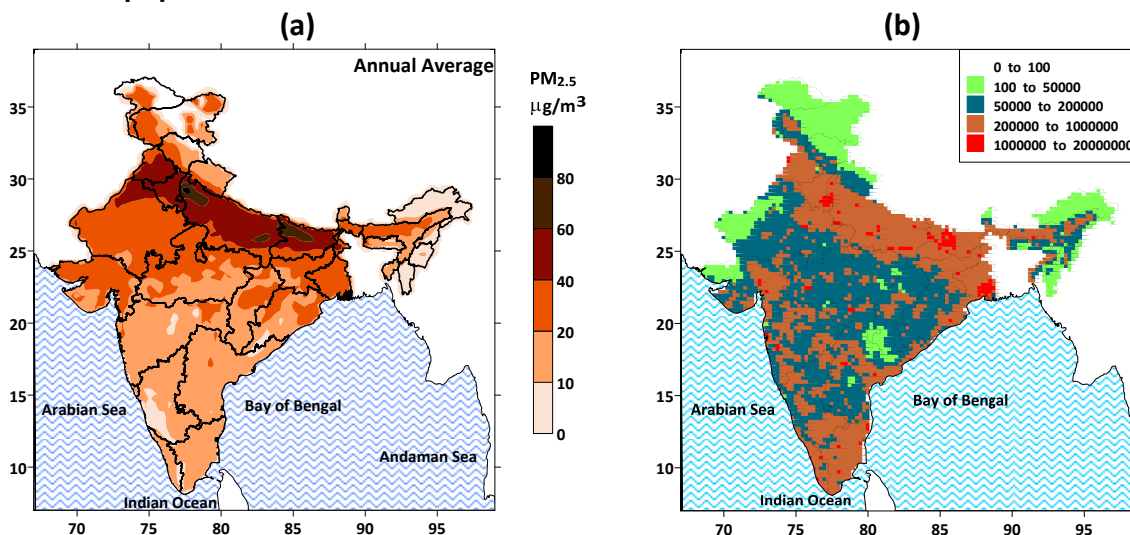 (a)
Annual Average
PM2.5
μg/m3
80
60
40
20
10
0
35
30
25
20
15
10
70 75 80 85 90 95
Arabian Sea
Bay of Bengal
Andaman Sea
Indian Ocean
(b)
0 to 100
100 to 50000
50000 to 200000
200000 to 1000000
1000000 to 20000000
35
30
25
20
15
10
70 75 80 85 90 95
Arabian Sea
Bay of Bengal
Indian Ocean